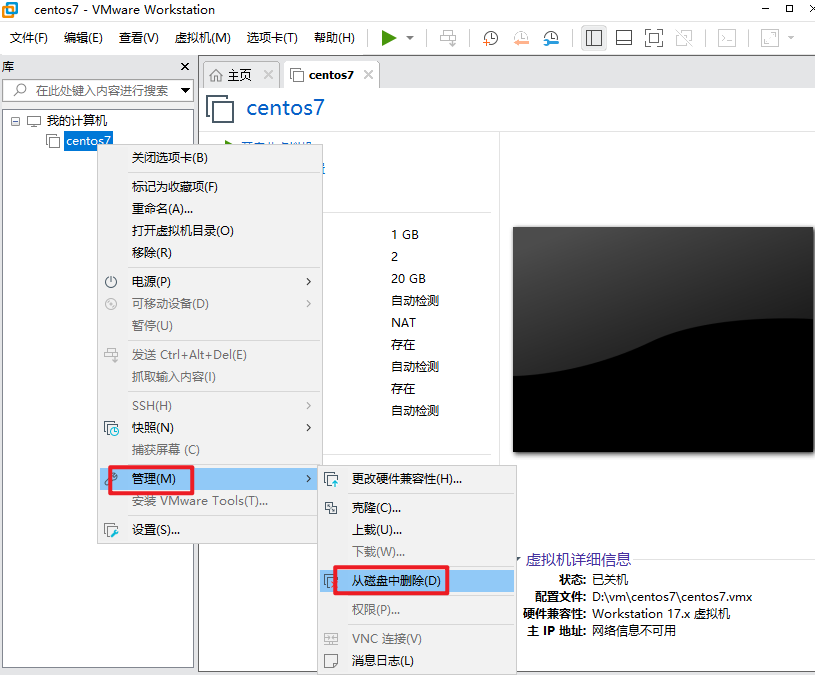 centos7 - VMware Workstation
文件(F) 编辑(E) 查看(V) 虚拟机(M) 选项卡(T) 帮助(H)
库
在此处键入内容进行搜索
主页
centos7
我的计算机
centos7
centos7
关闭选项卡(B)
标记为收藏项(F)
重命名(A)...
打开虚拟机目录(O)
移除(R)
电源(P)
可移动设备(D)
暂停(U)
发送 Ctrl+Alt+Del(E)
抓取输入内容(I)
SSH(H)
快照(N)
捕获屏幕 (C)
管理(M)
安装 VMware Tools(T)...
设置(S)...
1 GB
2
20 GB
自动检测
NAT
存在
自动检测
存在
自动检测
更改硬件兼容性(H)...
克隆(C)...
上载(U)...
下载(W)...
从磁盘中删除(D)
权限(P)...
VNC 连接(V)
消息日志(L)
虚拟机详细信息
状态: 已关机
配置文件: D:\vm\centos7\centos7.vmx
硬件兼容性: Workstation 17.x 虚拟机
主 IP 地址: 网络信息不可用